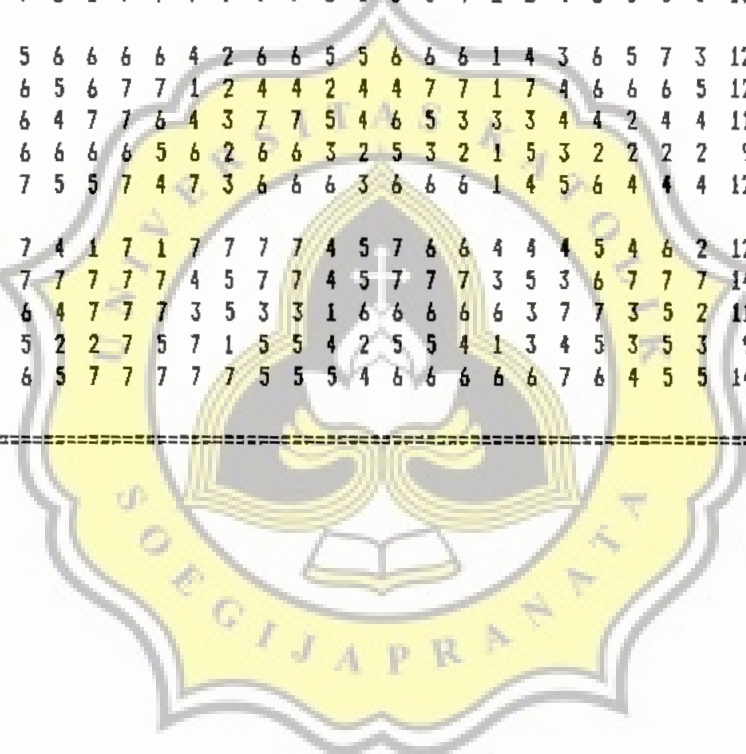 5 6 6 6 6 4 2 6 6 5 5 6 6 6 1 4 3 6 5 7 3
6 5 6 7 7 1 2 4 4 2 4 4 7 7 1 7 4 6 6 6 5
6 4 7 7 6 4 3 7 7 5 4 6 5 3 3 3 4 4 2 4 4
6 6 6 6 5 6 2 6 6 3 2 5 3 2 1 5 3 2 2 2 2
7 5 5 7 4 7 3 6 6 6 3 6 6 6 1 4 5 6 4 4 4
7 4 1 7 1 7 7 7 7 4 5 7 6 6 4 4 4 5 4 6 2
7 7 7 7 7 4 5 7 7 4 5 7 7 7 3 5 3 6 7 7 7
6 4 7 7 7 3 5 3 3 1 6 6 6 6 6 3 7 7 3 5 2
5 2 2 7 5 7 1 5 5 4 2 5 5 4 1 3 4 5 3 5 3
6 5 7 7 7 7 7 5 5 5 4 6 6 6 6 6 7 6 4 5 5
UNIVERSITAS KATOLIK
SOEGIJAPRANATA